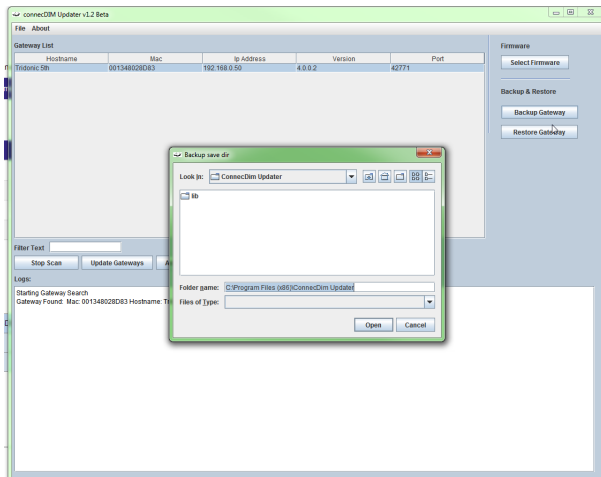 connecDIM Updater v1.2 Beta
File About
Gateway List
Hostname Mac Ip Address Version Port
Tridonic 5th 001348028D83 192.168.0.50 4.0.0.2 42771
Firmware
Select Firmware
Backup & Restore
Backup Gateway
Restore Gateway
Backup save dir
Look In: ConnecDim Updater
lib
Folder name: C:\Program Files (x86)\ConnecDim Updater
Files of Type:
Open Cancel
Filter Text
Stop Scan Update Gateways
Logs:
Starting Gateway Search
Gateway Found: Mac: 001348028D83 Hostname: Tri